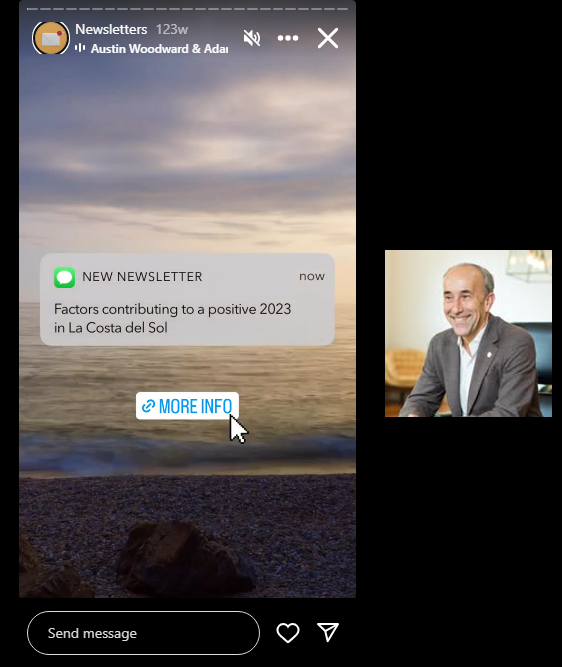 Newsletters 123w
Austin Woodward & Adar
NEW NEWSLETTER now
Factors contributing to a positive 2023
in La Costa del Sol
MORE INFO
Send message